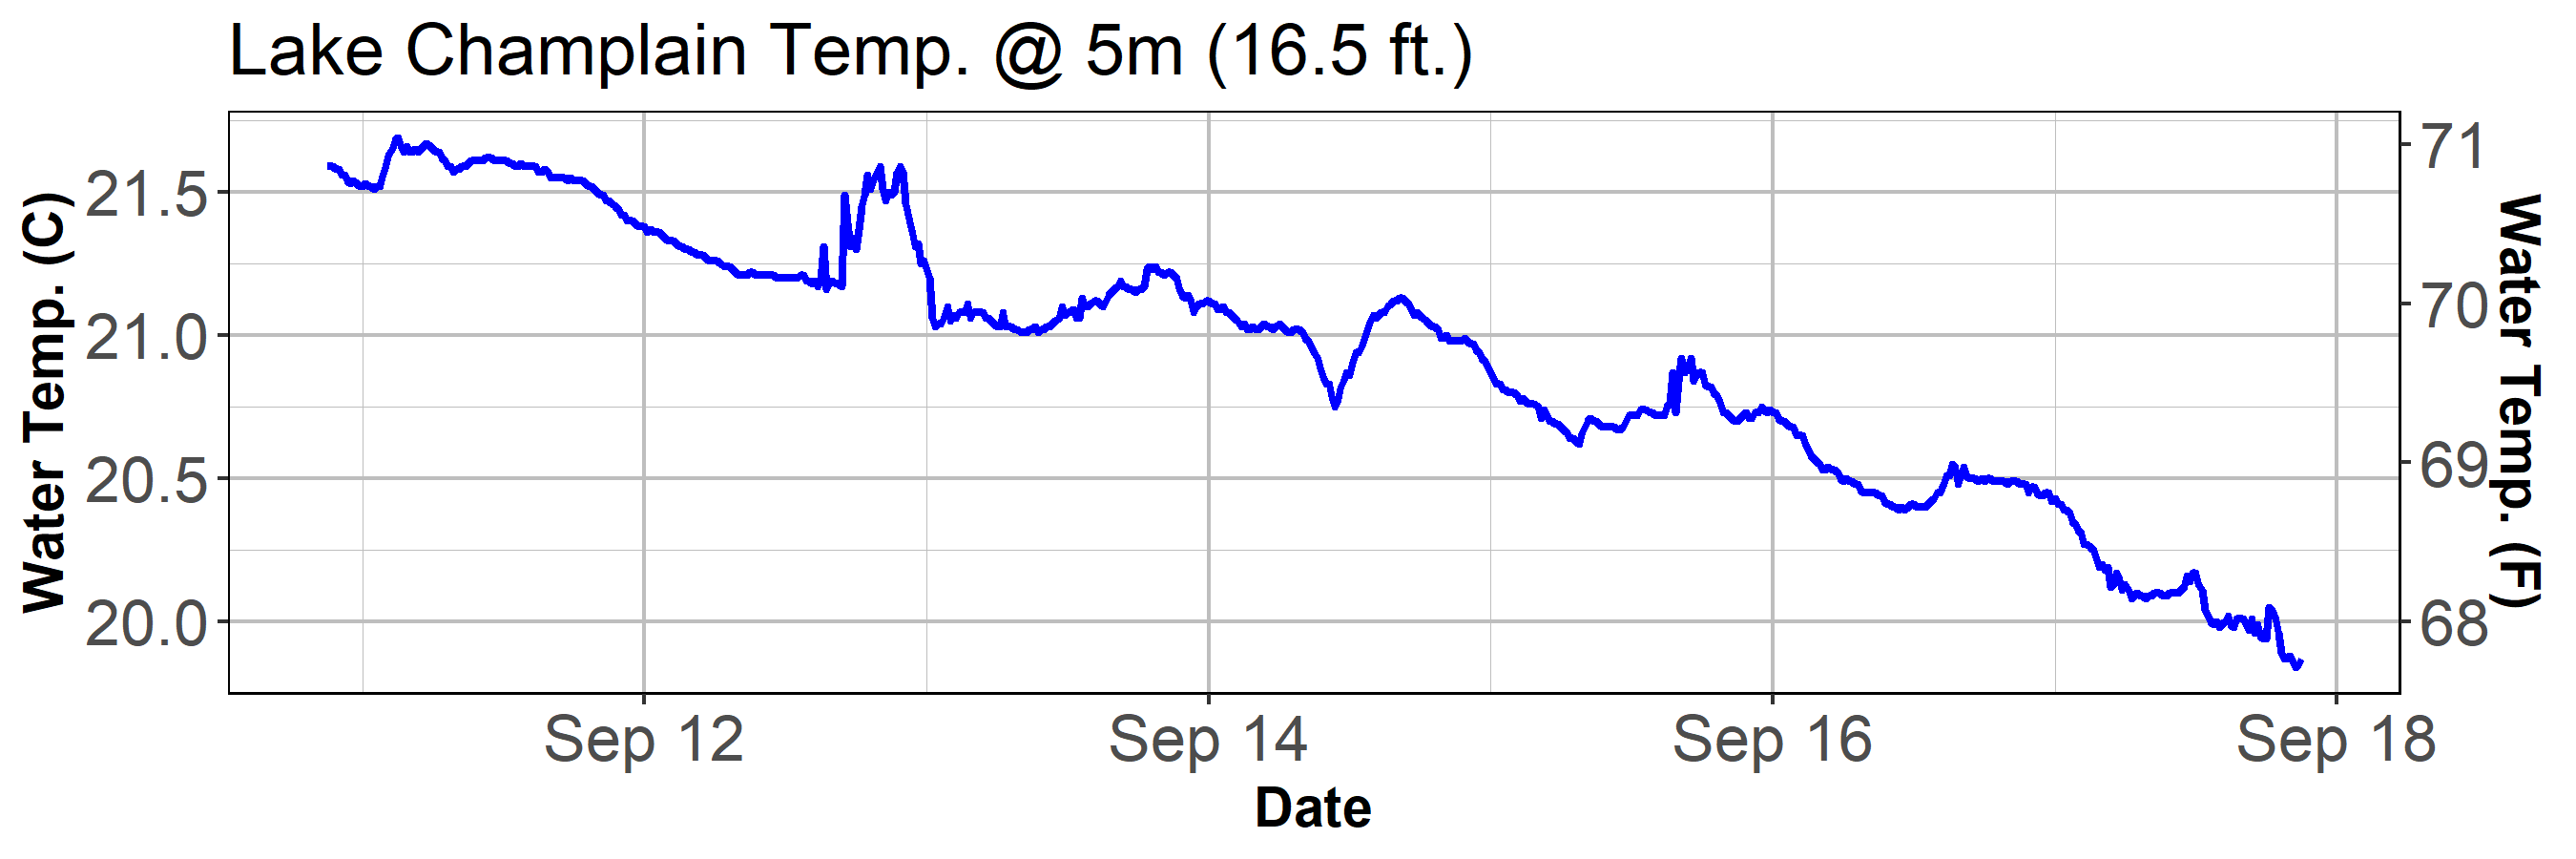 Lake Champlain Temp. @ 5m (16.5 ft.)
Water Temp. (C)
21.5
21.0
20.5
20.0
71
70
69
68
Water Temp. (F)
Sep 12
Sep 14
Sep 16
Sep 18
Date